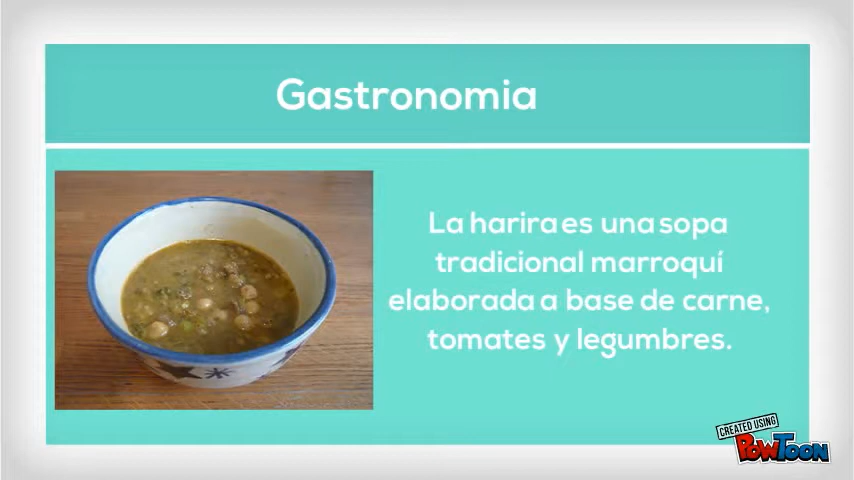 Gastronomia
La harira es una sopa
tradicional marroquí
elaborada a base de carne,
tomates y legumbres.
CREATED USING
POWTOON